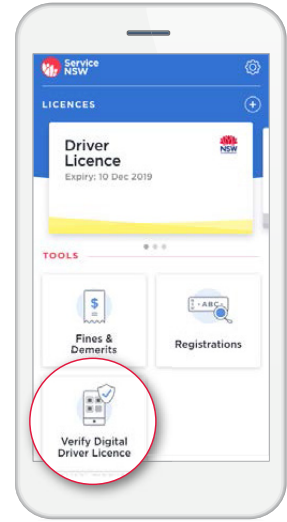 Service
NSW
LICENCES
Driver
Licence
NSW
Expiry: 10 Dec 2019
TOOLS
$
ABC
Fines &
Demerits
Registrations
Verify Digital
Driver Licence